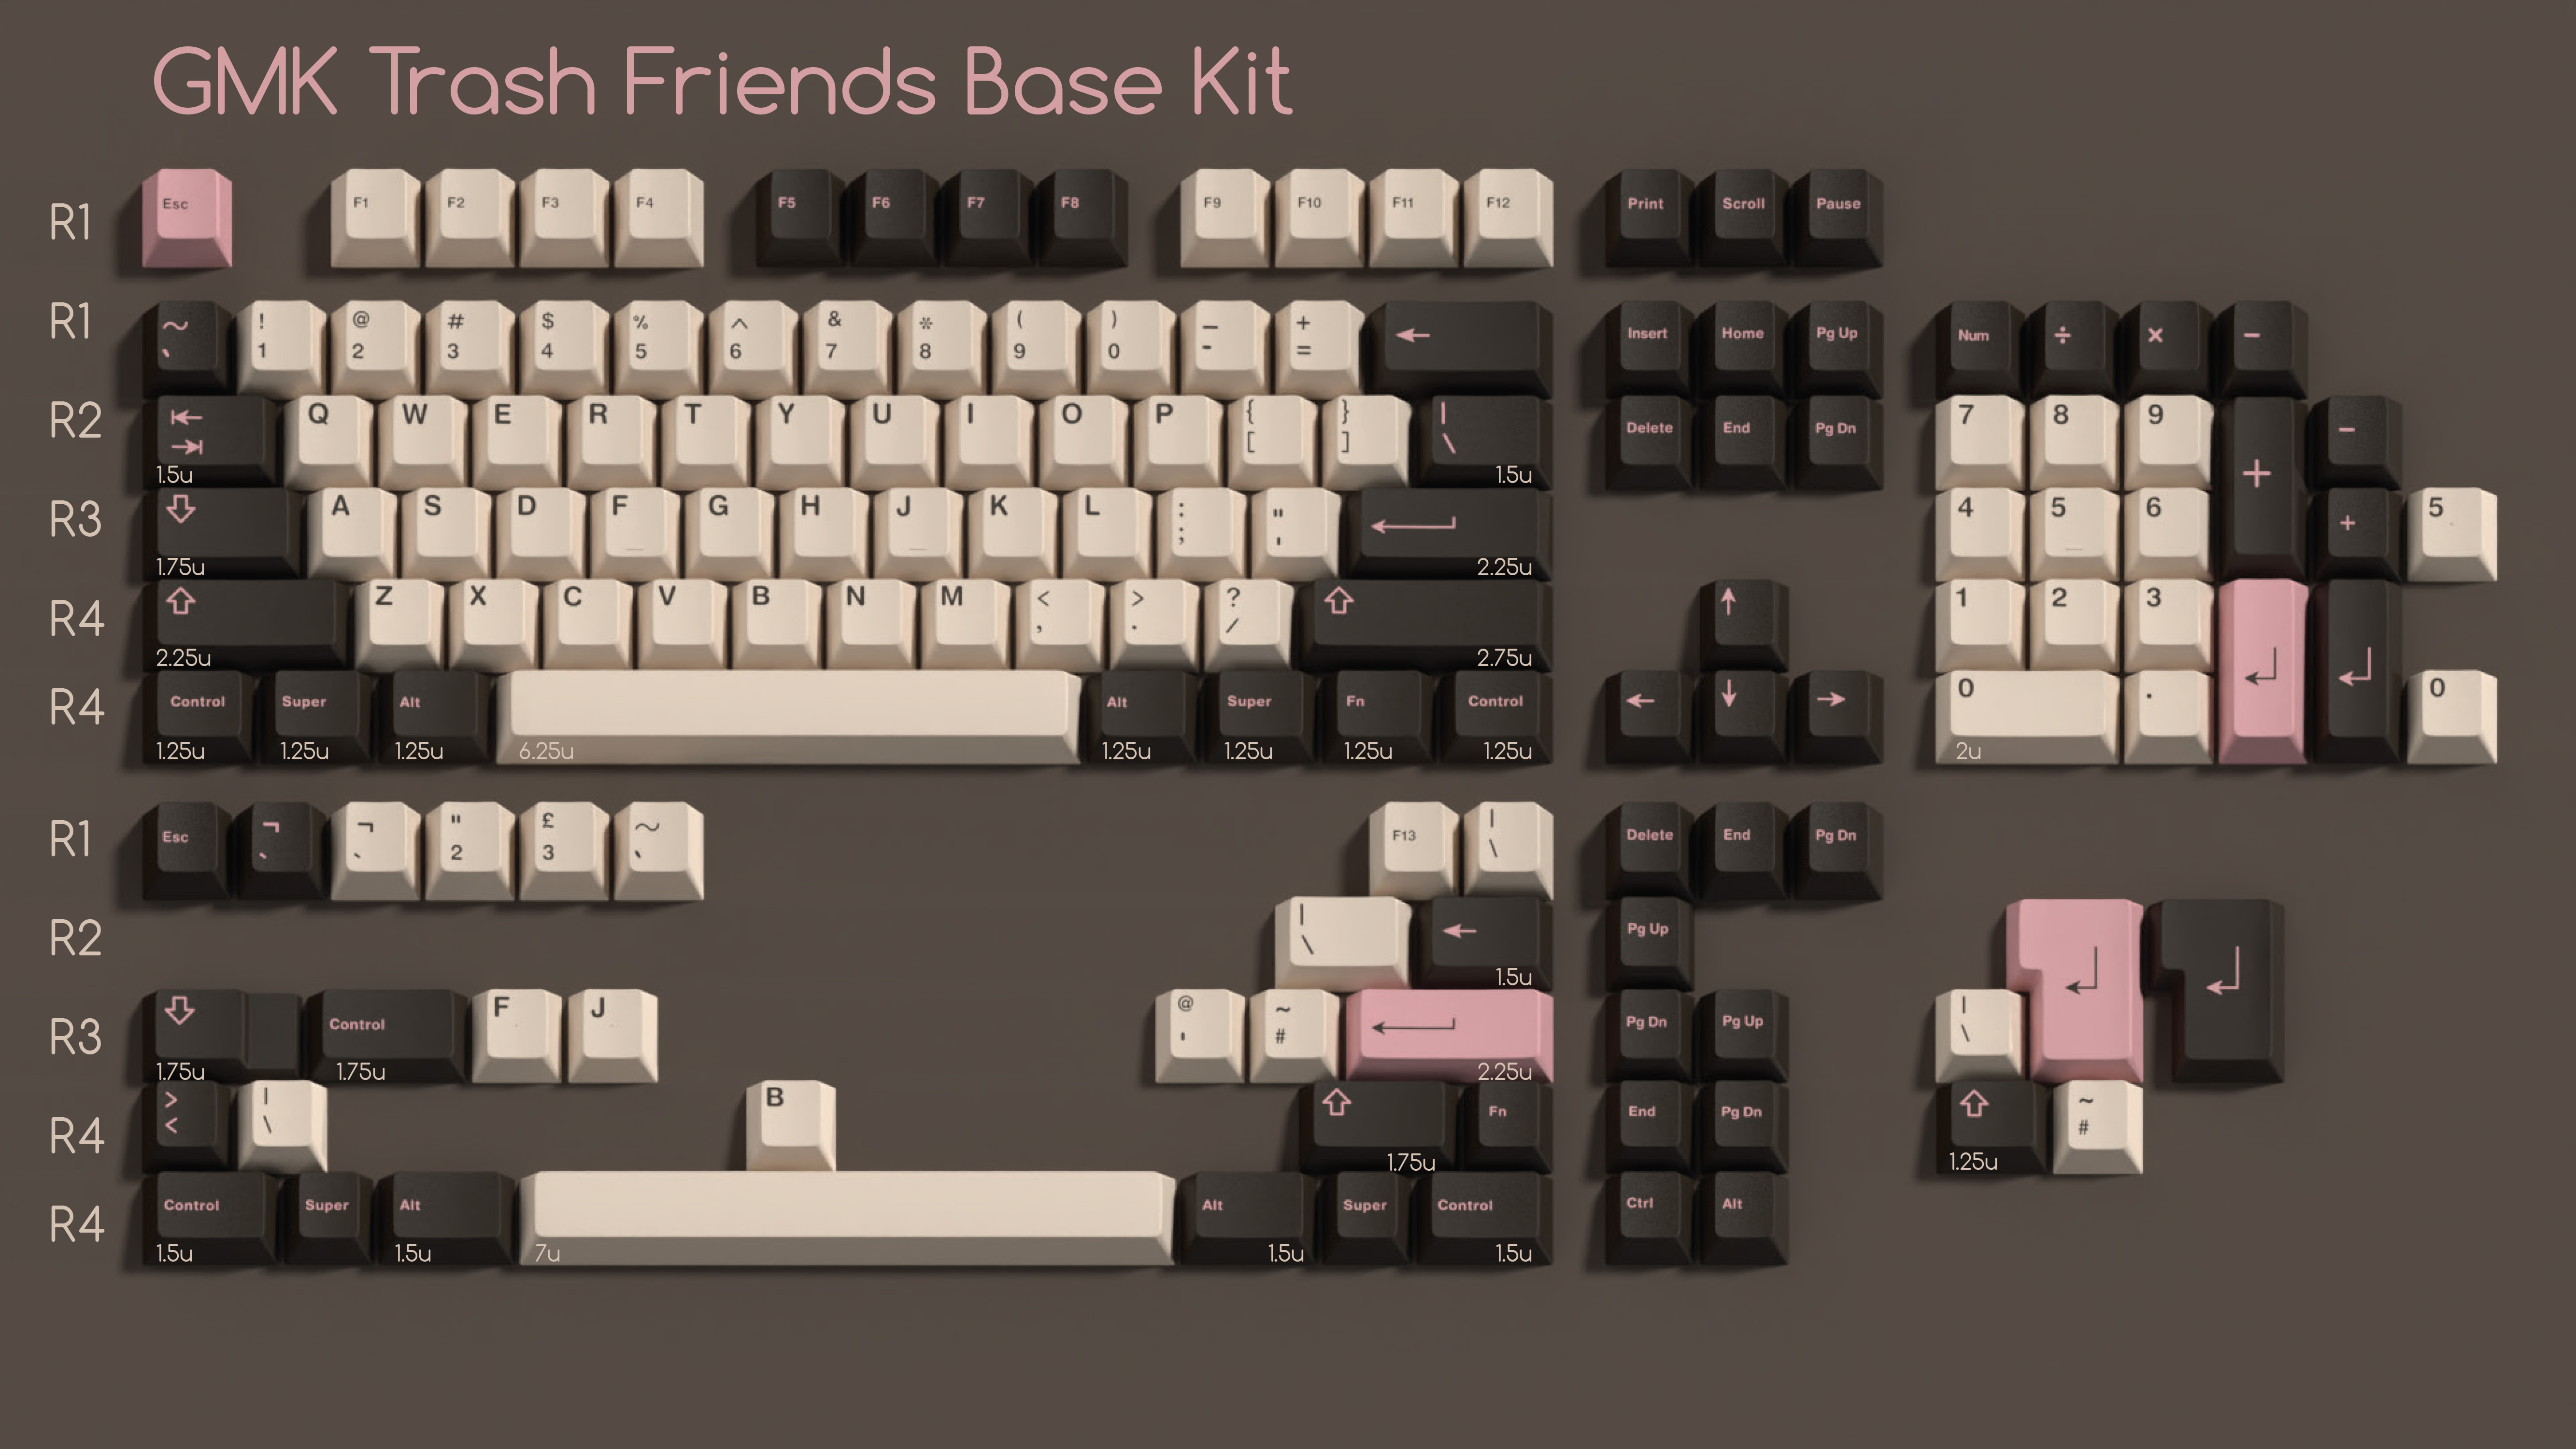 GMK Trash Friends Base Kit
R1 Esc F1 F2 F3 F4 F5 F6 F7 F8 F9 F10 F11 F12 Print Scroll Pause
R1 ~ ` ! 1 @ 2 # 3 $ 4 % 5 ^ 6 & 7 * 8 ( 9 ) 0 _ - + = ← Insert Home Pg Up Num ÷ × −
R2 Q W E R T Y U I O P { [ } ] | \ Delete End Pg Dn 7 8 9 + −
1.5u 1.5u
R3 A S D F G H J K L : ; " ' 4 5 6 + 5
1.75u 2.25u
R4 Z X C V B N M < , > . ? / ↑ 1 2 3
2.25u 2.75u
R4 Control Super Alt Alt Super Fn Control ← ↓ → 0 . 0
1.25u 1.25u 1.25u 6.25u 1.25u 1.25u 1.25u 1.25u 2u
R1 Esc ¬ ` ¬ ` " 2 £ 3 ~ ` F13 | \ Delete End Pg Dn
R2 | \ ← Pg Up
1.5u
R3 Control F J @ ' ~ # Pg Dn Pg Up | \
1.75u 1.75u 2.25u
R4 > < | \ B Fn End Pg Dn ~ #
1.75u 1.25u
R4 Control Super Alt Alt Super Control Ctrl Alt
1.5u 1.5u 7u 1.5u 1.5u